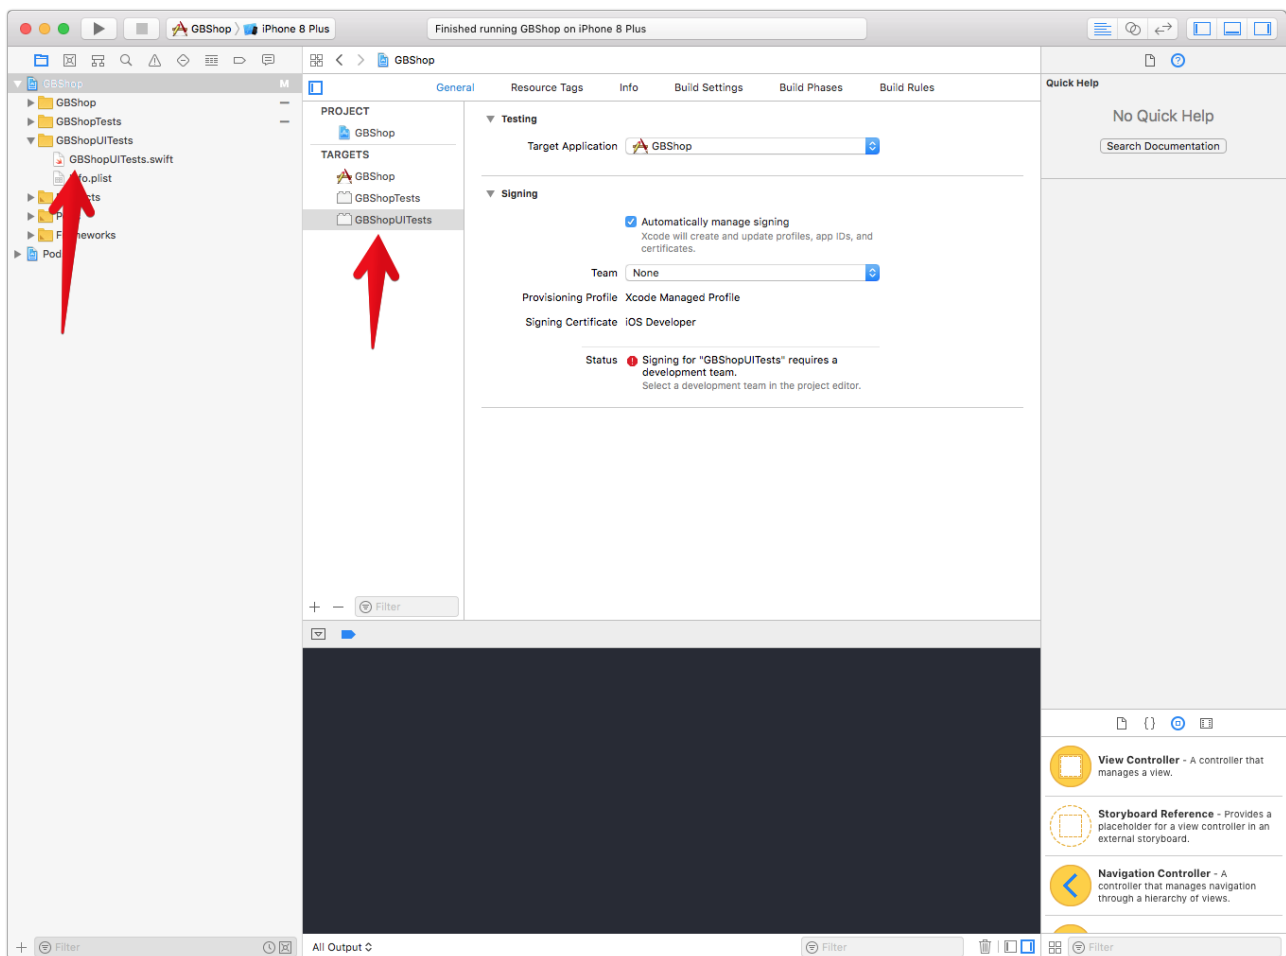 GBShop
iPhone 8 Plus
Finished running GBShop on iPhone 8 Plus
GBShop
M
GBShop
GBShopTests
GBShopUITests
GBShopUITests.swift
GBShop
General
Resource Tags
Info
Build Settings
Build Phases
Build Rules
PROJECT
GBShop
TARGETS
GBShop
GBShopTests
GBShopUITests
Testing
Target Application
GBShop
Signing
Automatically manage signing
Xcode will create and update profiles, app IDs, and
certificates.
Team
None
Provisioning Profile
Xcode Managed Profile
Signing Certificate
iOS Developer
Status
Signing for "GBShopUITests" requires a
development team.
Select a development team in the project editor.
Filter
Quick Help
No Quick Help
Search Documentation
View Controller - A controller that
manages a view.
Storyboard Reference - Provides a
placeholder for a view controller in an
external storyboard.
Navigation Controller - A
controller that manages navigation
through a hierarchy of views.
Filter
All Output
Filter
Filter